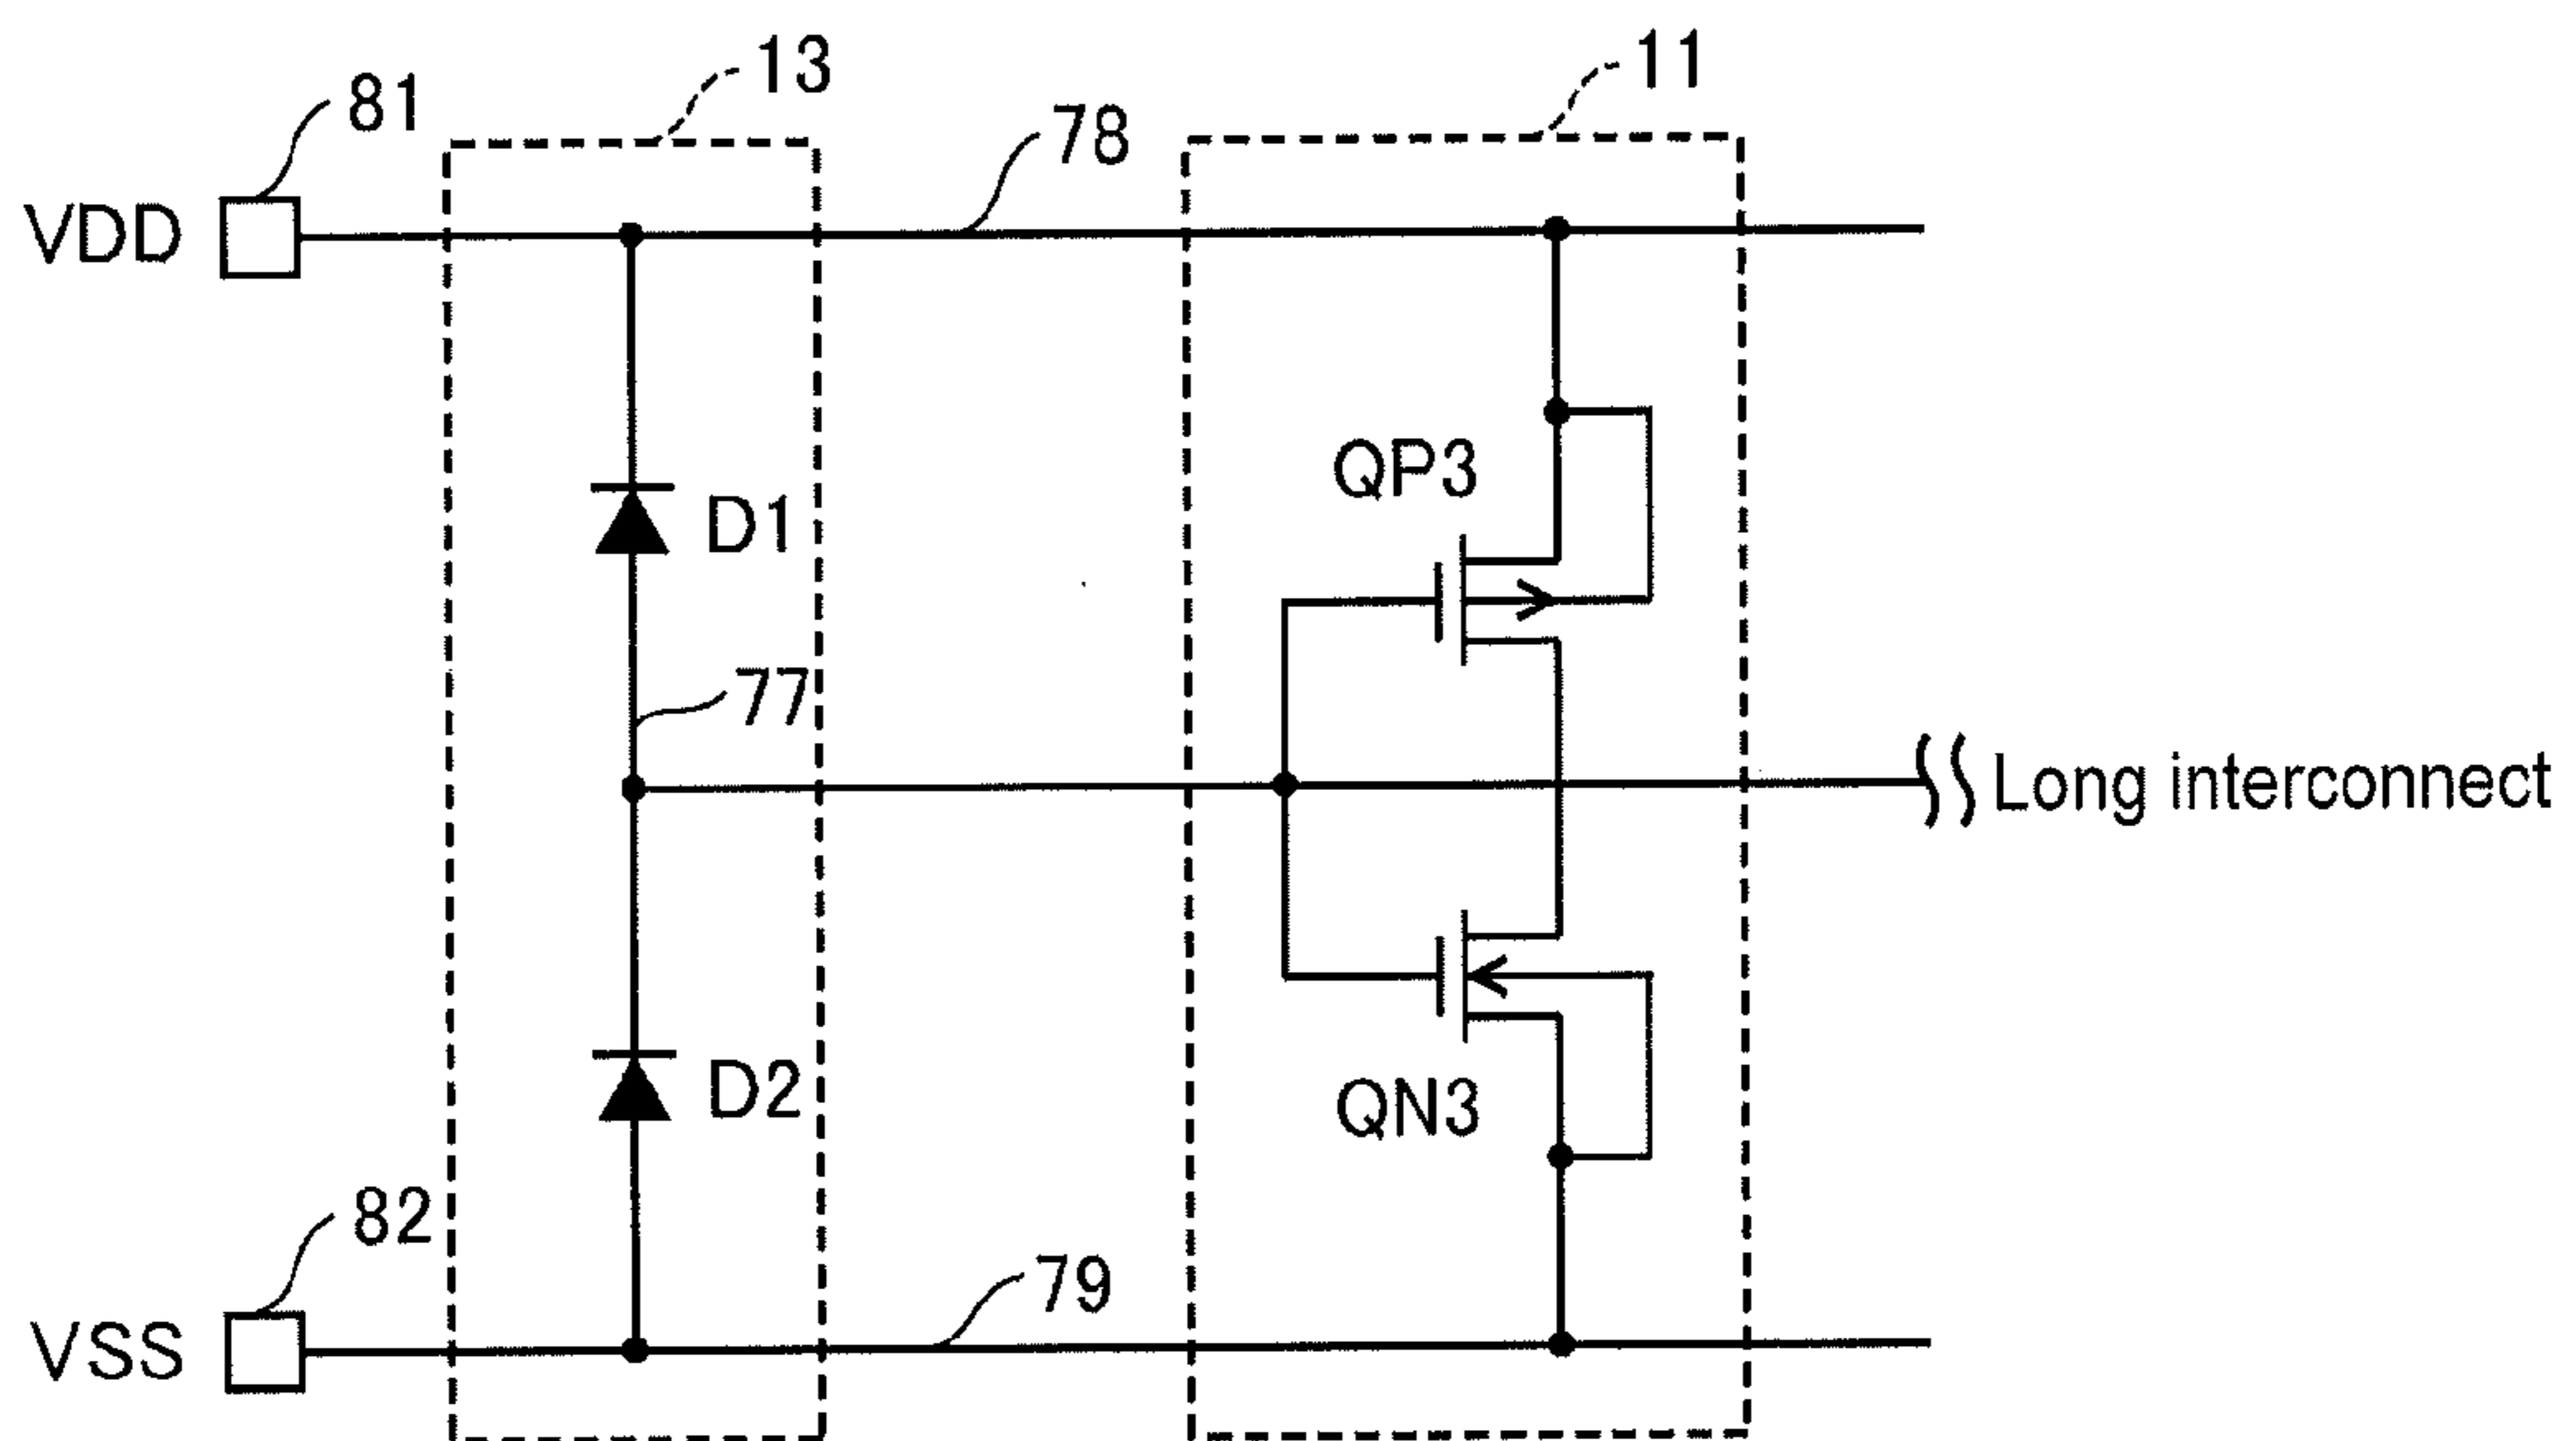 13
11
81
78
VDD
QP3
D1
77
Long interconnect
D2
QN3
82
79
VSS